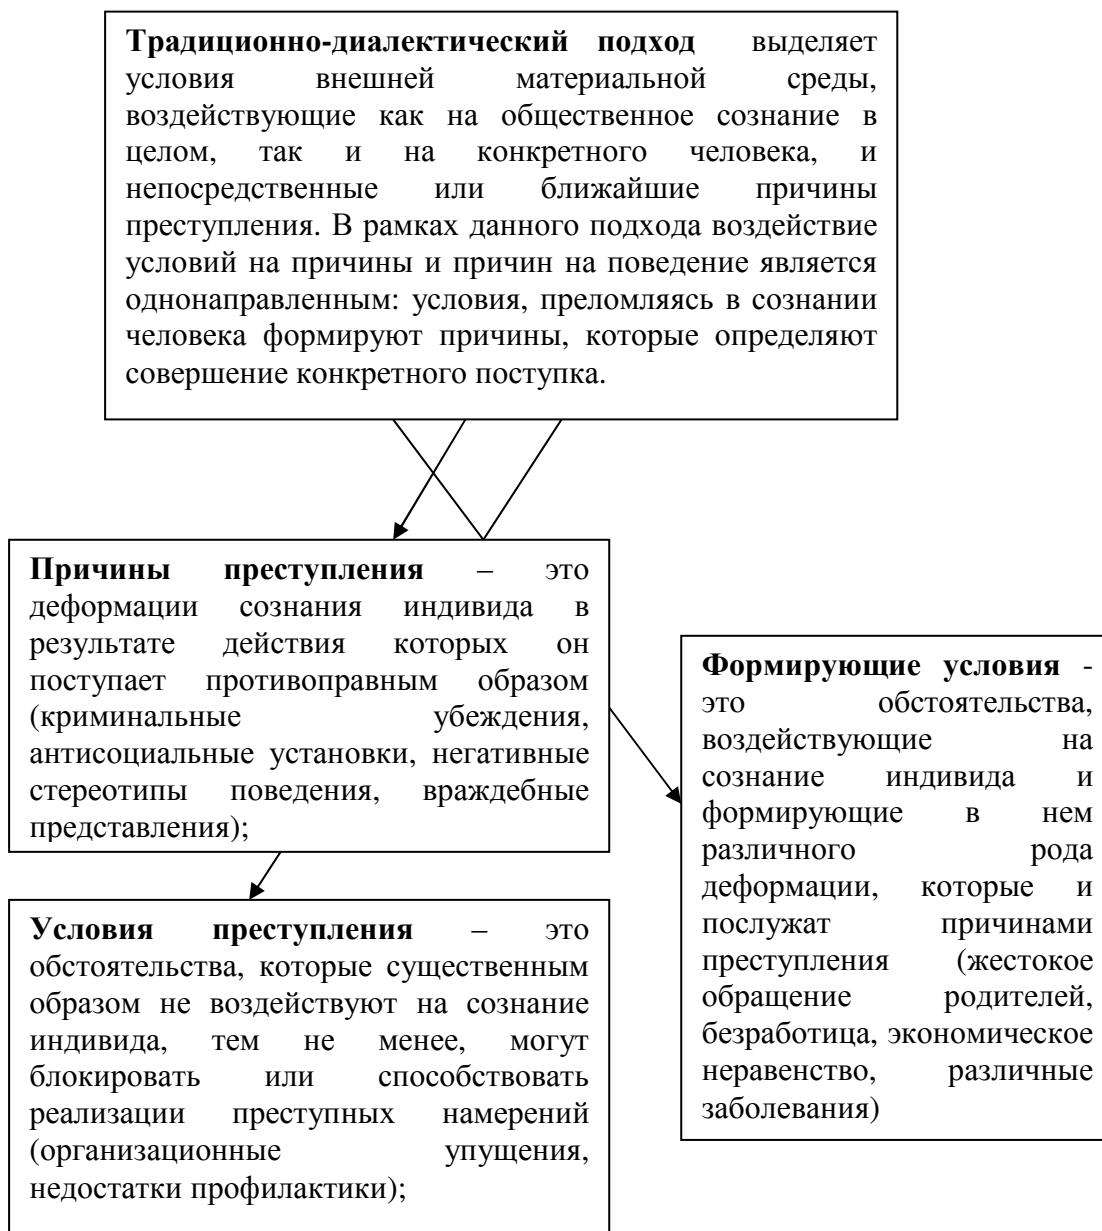 Традиционно-диалектический подход выделяет
условия внешней материальной среды,
воздействующие как на общественное сознание в
целом, так и на конкретного человека, и
непосредственные или ближайшие причины
преступления. В рамках данного подхода воздействие
условий на причины и причин на поведение является
однонаправленным: условия, преломляясь в сознании
человека формируют причины, которые определяют
совершение конкретного поступка.
Причины преступления – это
деформации сознания индивида в
результате действия которых он
поступает противоправным образом
(криминальные убеждения,
антисоциальные установки, негативные
стереотипы поведения, враждебные
представления);
Формирующие условия -
это обстоятельства,
воздействующие на
сознание индивида и
формирующие в нем
различного рода
деформации, которые и
послужат причинами
преступления (жестокое
обращение родителей,
безработица, экономическое
неравенство, различные
заболевания)
Условия преступления – это
обстоятельства, которые существенным
образом не воздействуют на сознание
индивида, тем не менее, могут
блокировать или способствовать
реализации преступных намерений
(организационные упущения,
недостатки профилактики);